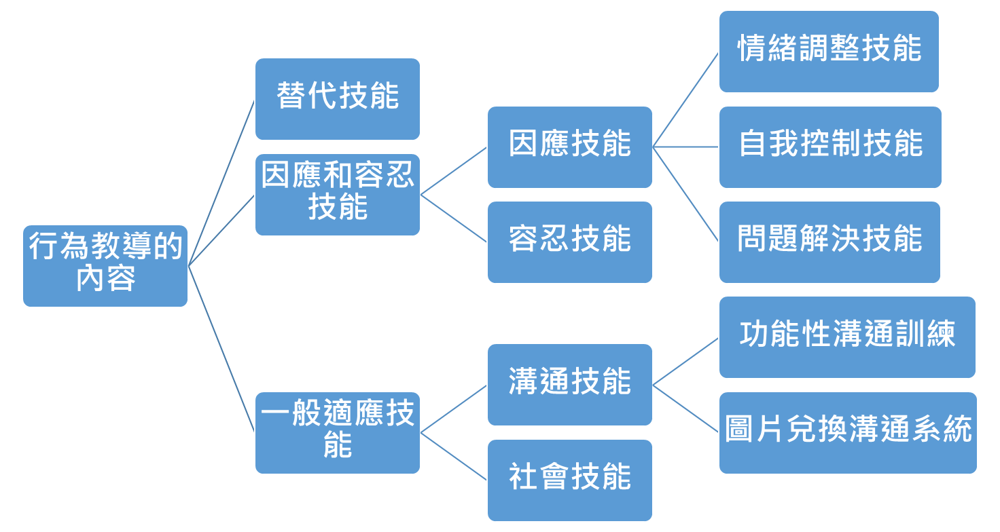 行為教導的
內容
替代技能
因應和容忍
技能
一般適應技
能
因應技能
容忍技能
溝通技能
社會技能
情緒調整技能
自我控制技能
問題解決技能
功能性溝通訓練
圖片兌換溝通系統